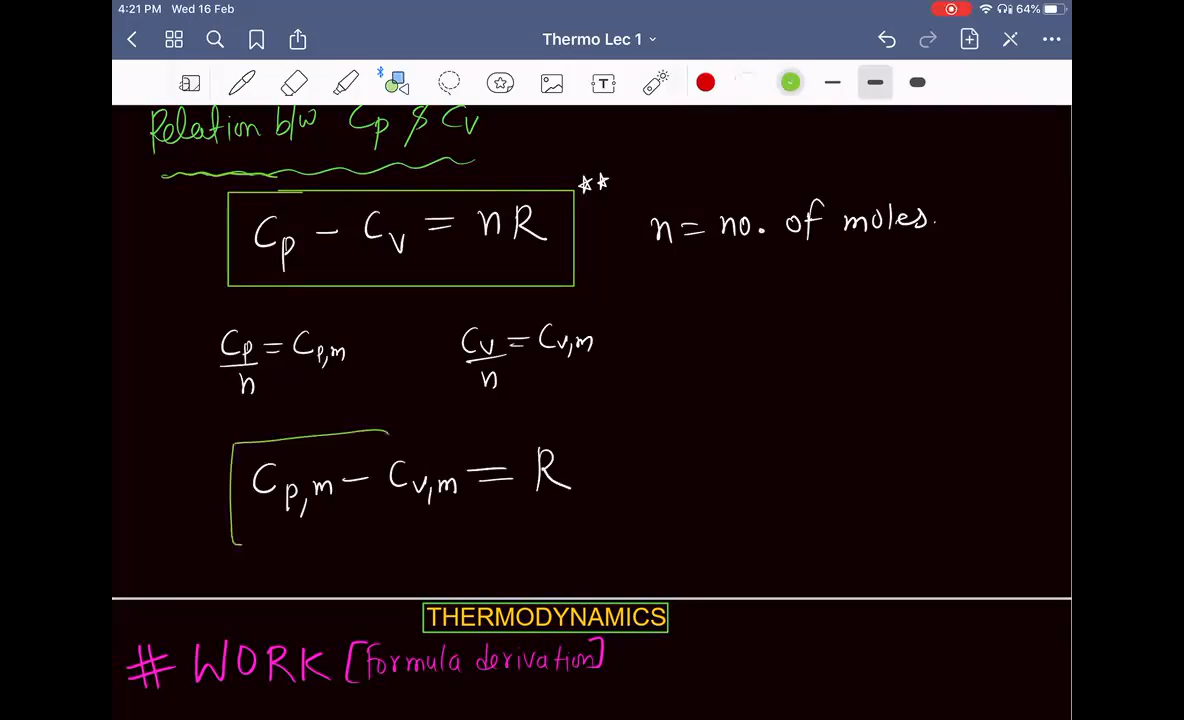 4:21 PM Wed 16 Feb 64%
Thermo Lec 1
T
Relation b/w Cp & Cv
Cp - Cv = nR ** n = no. of moles.
Cp/n = Cp,m Cv/n = Cv,m
Cp,m - Cv,m = R
THERMODYNAMICS
# WORK [Formula derivation]